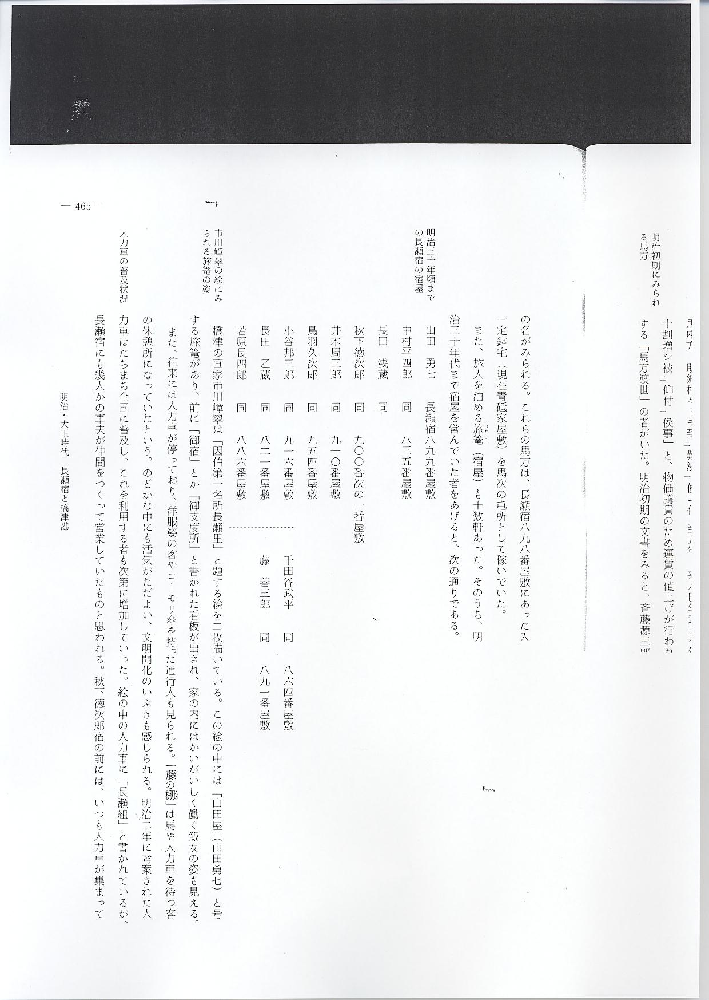 明治初期にみられ
る馬方
十割増シ被ニ仰付一候事」と、物価騰貴のため運賃の値上げが行われ
する「馬方渡世」の者がいた。明治初期の文書をみると、斉藤源三郎
の名がみられる。これらの馬方は、長瀬宿八九八番屋敷にあった入
一定鉢宅（現在青砥家屋敷）を馬次の屯所として稼いでいた。
また、旅人を泊める旅篭（宿屋）も十数軒あった。そのうち、明
はたご
治三十年代まで宿屋を営んでいた者をあげると、次の通りである。
明治三十年頃まで
の長瀬宿の宿屋
山田　勇七　長瀬宿八九九番屋敷
中村平四郎　同　八三五番屋敷
長田　浅蔵　同
秋下徳次郎　同　九〇〇番次の一番屋敷
井木周三郎　同　九一〇番屋敷
鳥羽久次郎　同　九五四番屋敷
小谷邦三郎　同　九一六番屋敷
長田　乙蔵　同　八二一番屋敷
若原長四郎　同　八八六番屋敷
千田谷武平　同　八六四番屋敷
藤　善三郎　同　八九一番屋敷
市川嶂翠の絵にみ
られる旅篭の姿
橋津の画家市川嶂翠は「因伯第一名所長瀬里」と題する絵を二枚描いている。この絵の中には「山田屋」（山田勇七）と号
する旅篭があり、前に「御宿」とか「御支度所」と書かれた看板が出され、家の内にはかいがいしく働く飯女の姿も見える。
また、往来には人力車が停っており、洋服姿の客やコーモリ傘を持った通行人も見られる。「藤の棚」は馬や人力車を待つ客
の休憩所になっていたという。のどかな中にも活気がただよい、文明開化のいぶきも感じられる。明治二年に考案された人
人力車の普及状況
力車はたちまち全国に普及し、これを利用する者も次第に増加していった。絵の中の人力車に「長瀬組」と書かれているが、
長瀬宿にも幾人かの車夫が仲間をつくって営業していたものと思われる。秋下徳次郎宿の前には、いつも人力車が集まって
明治・大正時代　長瀬宿と橋津港
― 465 ―